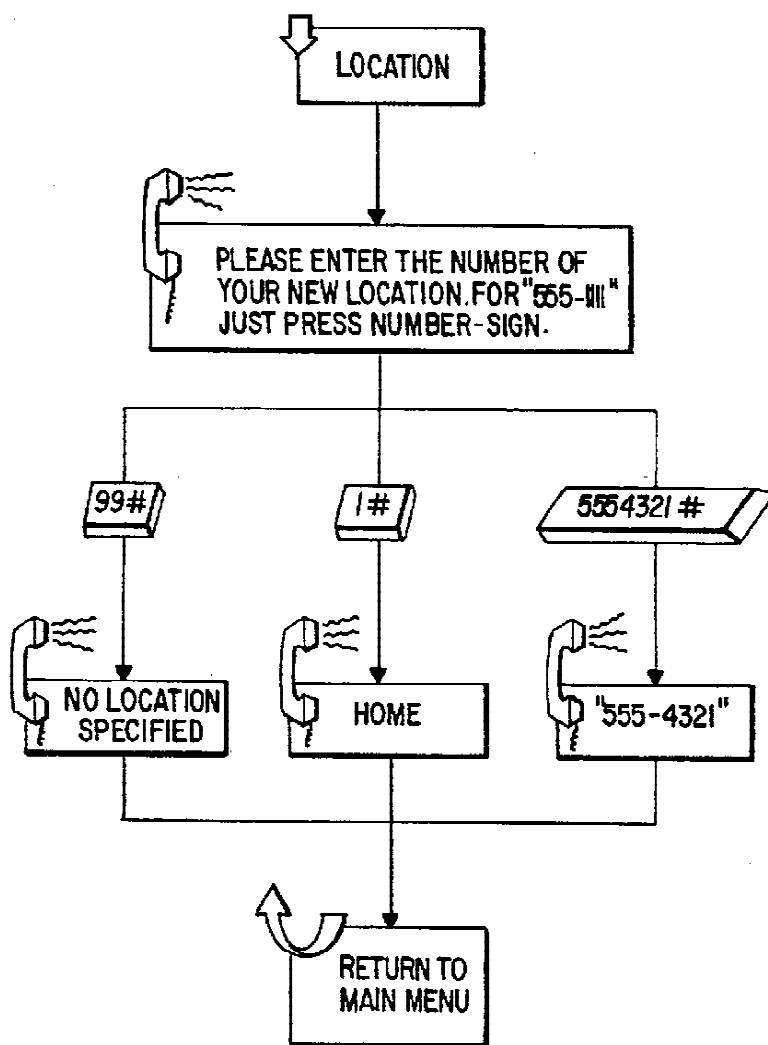 LOCATION
PLEASE ENTER THE NUMBER OF
YOUR NEW LOCATION. FOR "555-1111"
JUST PRESS NUMBER-SIGN.
99#
1#
5554321#
NO LOCATION
SPECIFIED
HOME
"555-4321"
RETURN TO
MAIN MENU